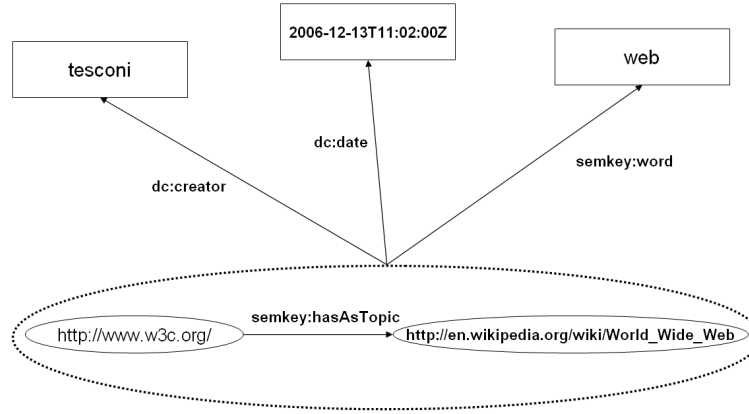 2006-12-13T11:02:00Z
tesconi
web
dc:date
semkey:word
dc:creator
semkey:hasAsTopic
http://www.w3c.org/
http://en.wikipedia.org/wiki/World_Wide_Web